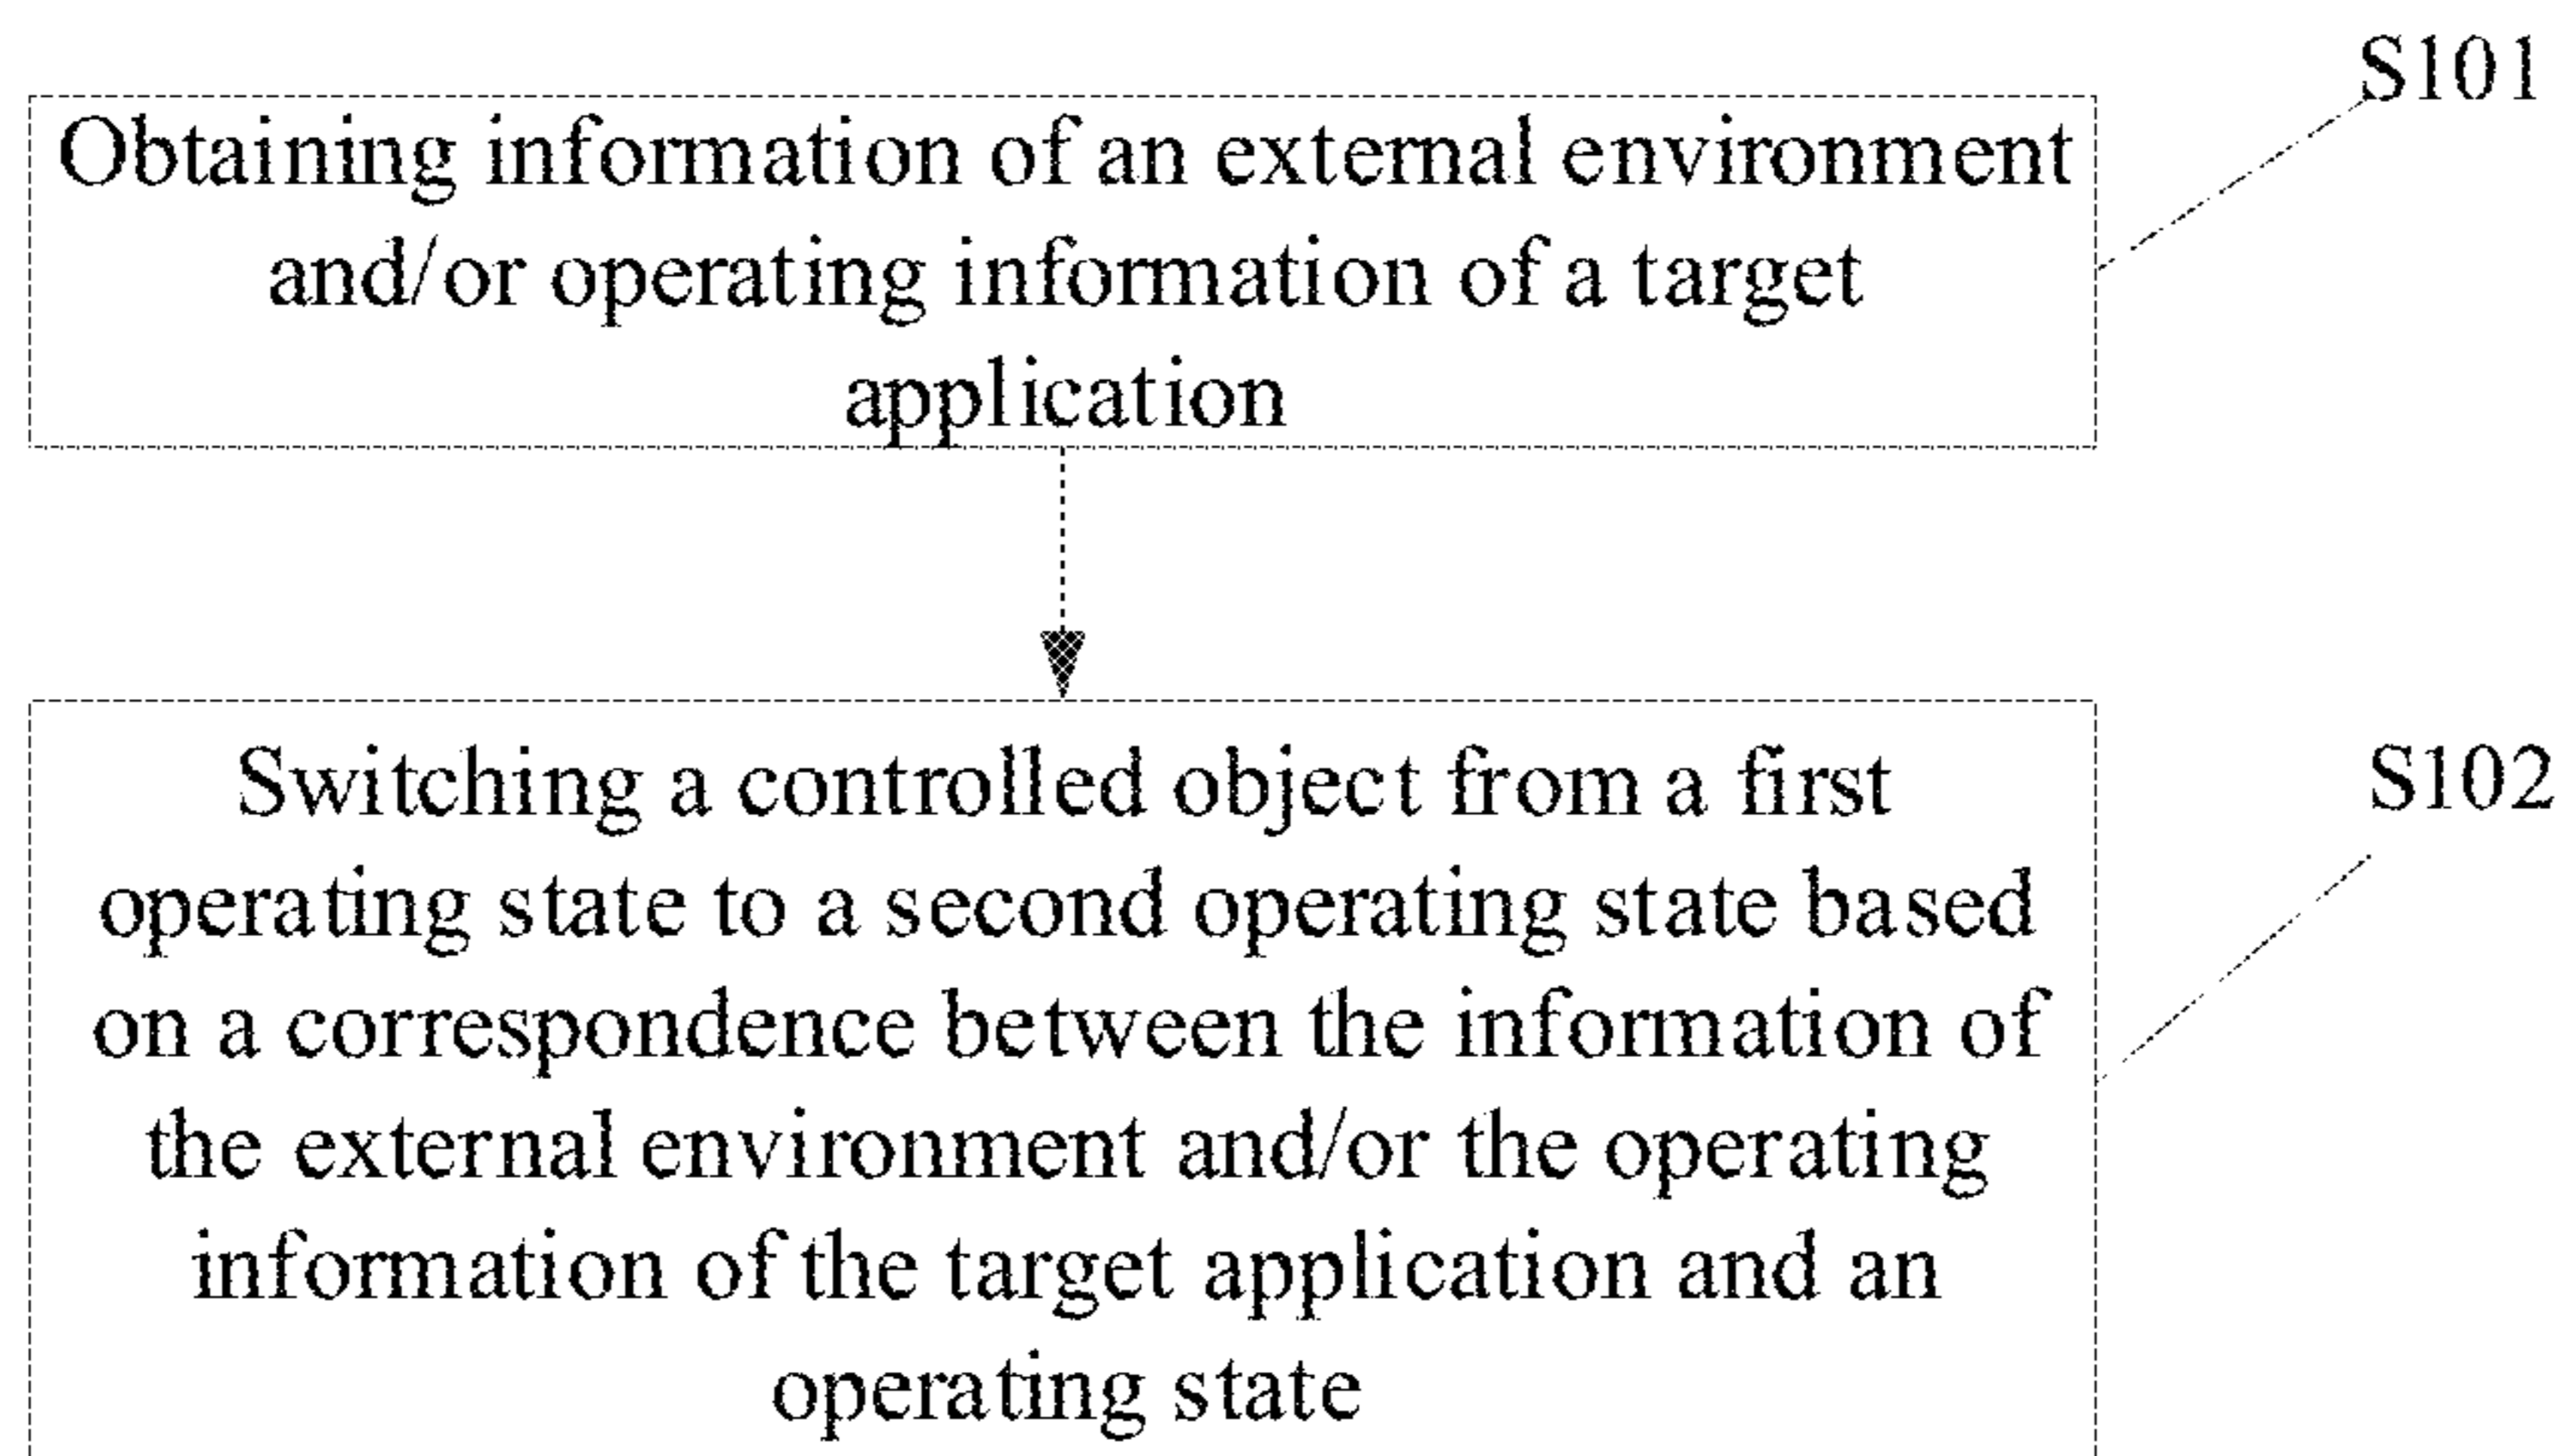 S101
Obtaining information of an external environment
and/or operating information of a target
application
Switching a controlled object from a first
S102
operating state to a second operating state based
on a correspondence between the information of
the external environment and/or the operating
information of the target application and an
operating state